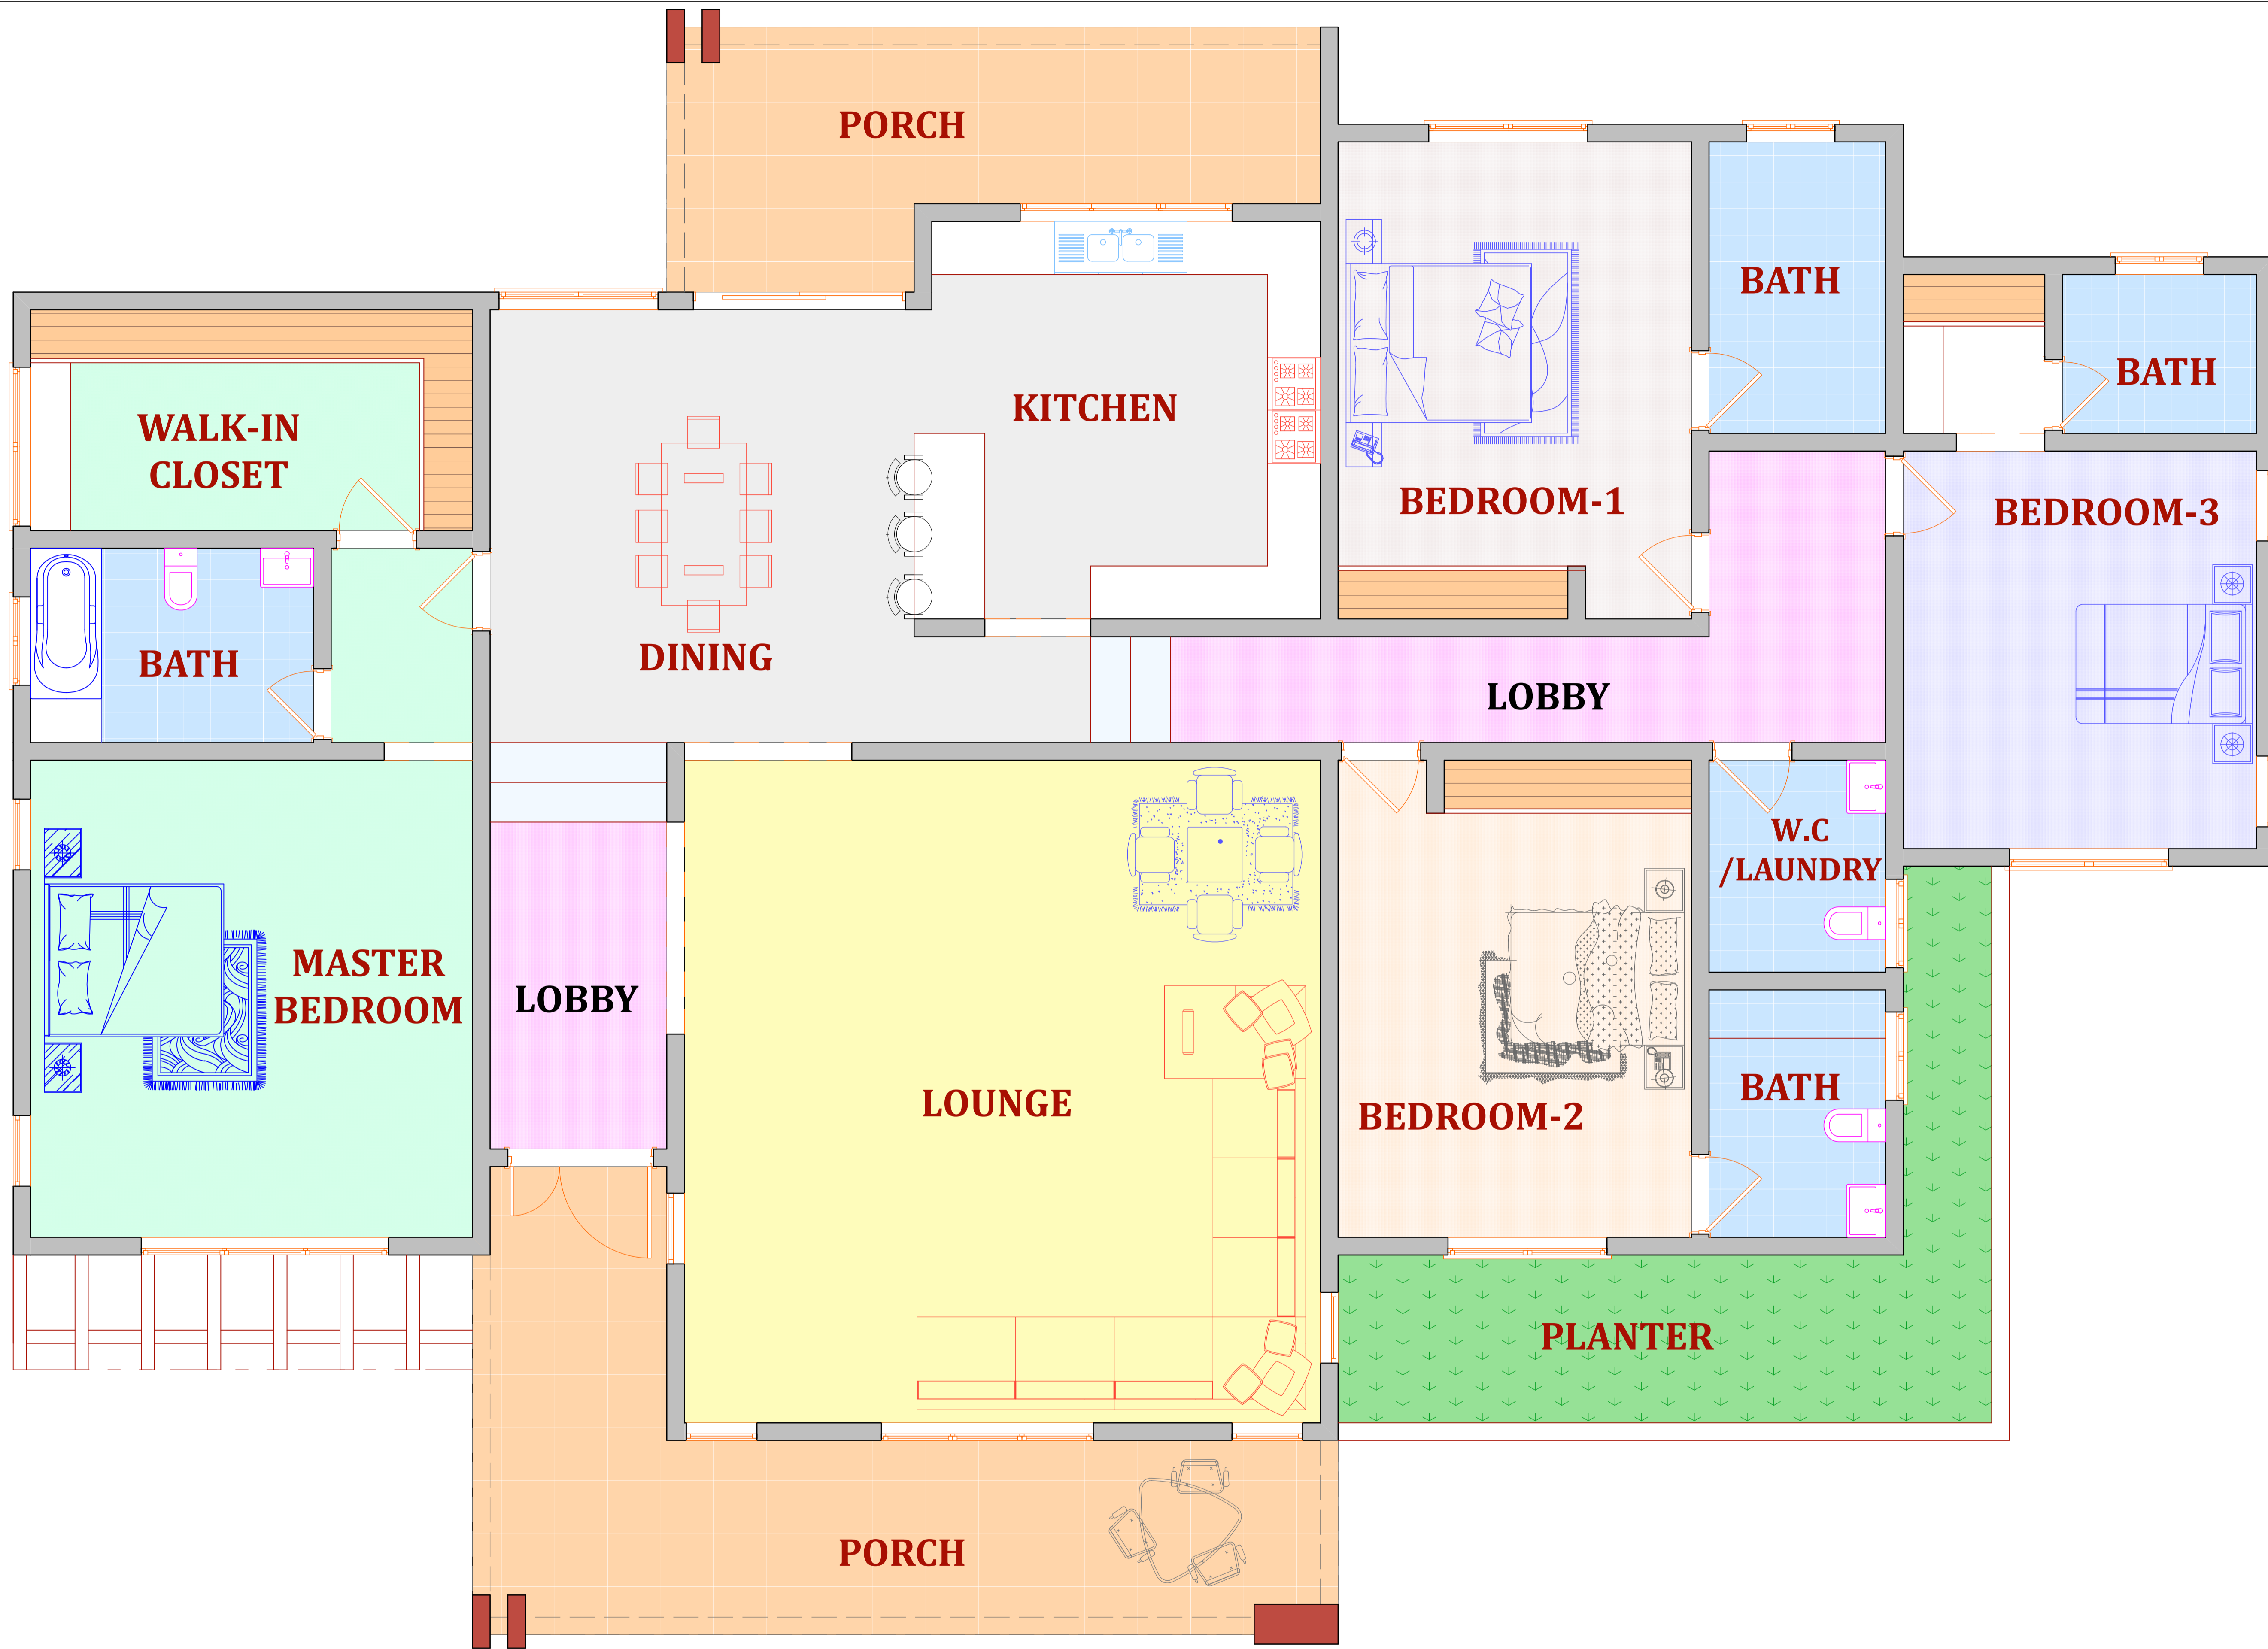 PORCH
BATH
BATH
KITCHEN
WALK-IN
CLOSET
BEDROOM-1
BEDROOM-3
DINING
BATH
LOBBY
W.C
/LAUNDRY
MASTER
BEDROOM
LOBBY
LOUNGE
BATH
BEDROOM-2
PLANTER
PORCH